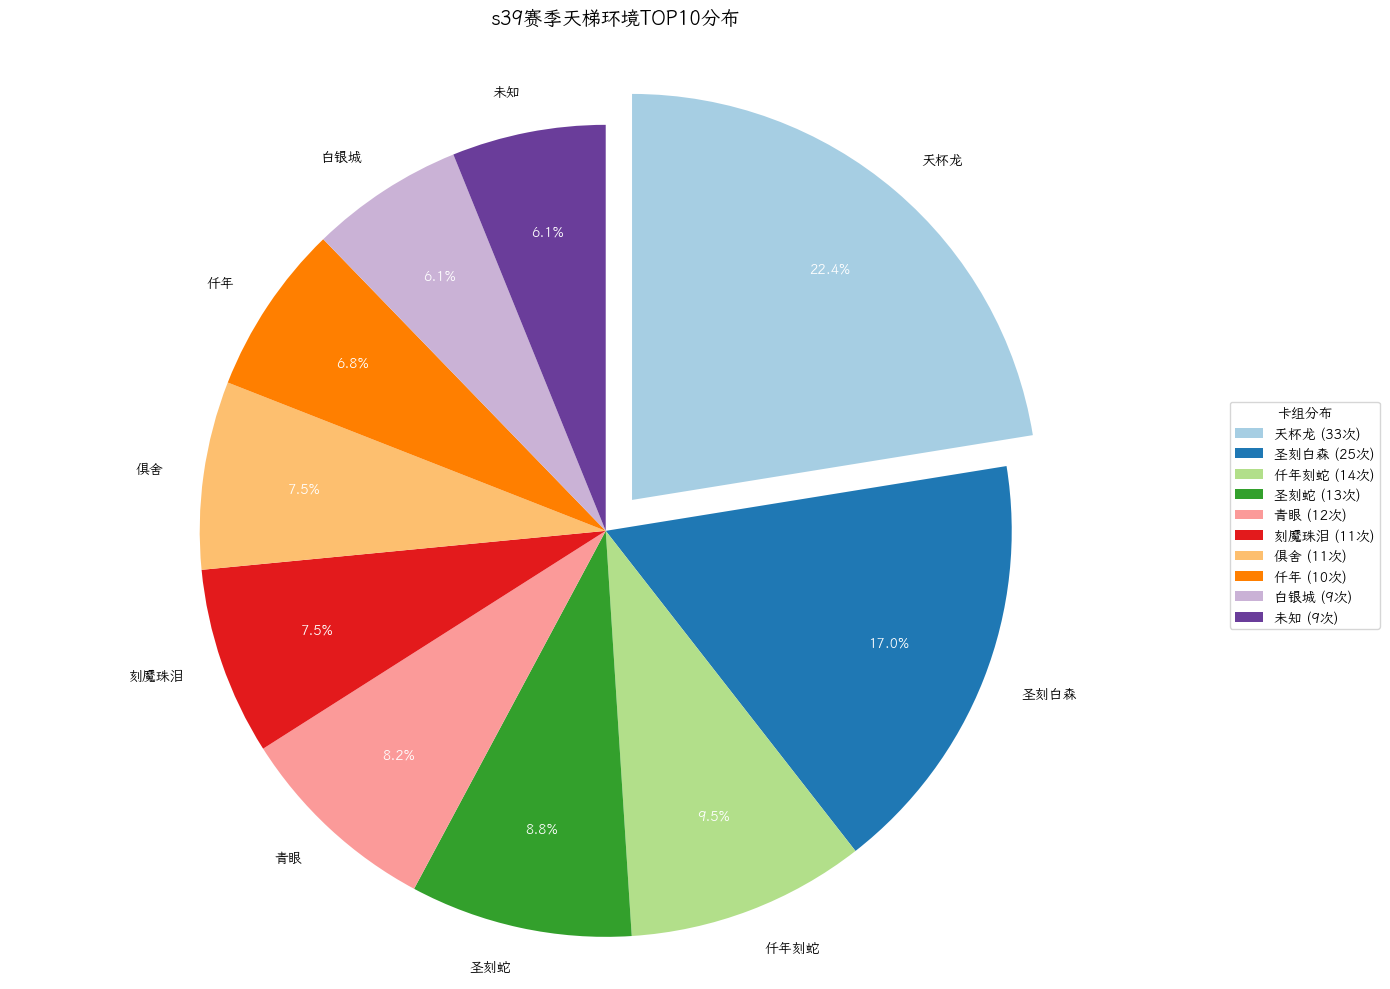 s39赛季天梯环境TOP10分布
未知
白银城
天杯龙
仟年
俱舍
刻魔珠泪
圣刻白森
青眼
仟年刻蛇
圣刻蛇
6.1%
6.1%
22.4%
6.8%
7.5%
7.5%
17.0%
8.2%
9.5%
8.8%
卡组分布
天杯龙 (33次)
圣刻白森 (25次)
仟年刻蛇 (14次)
圣刻蛇 (13次)
青眼 (12次)
刻魔珠泪 (11次)
俱舍 (11次)
仟年 (10次)
白银城 (9次)
未知 (9次)